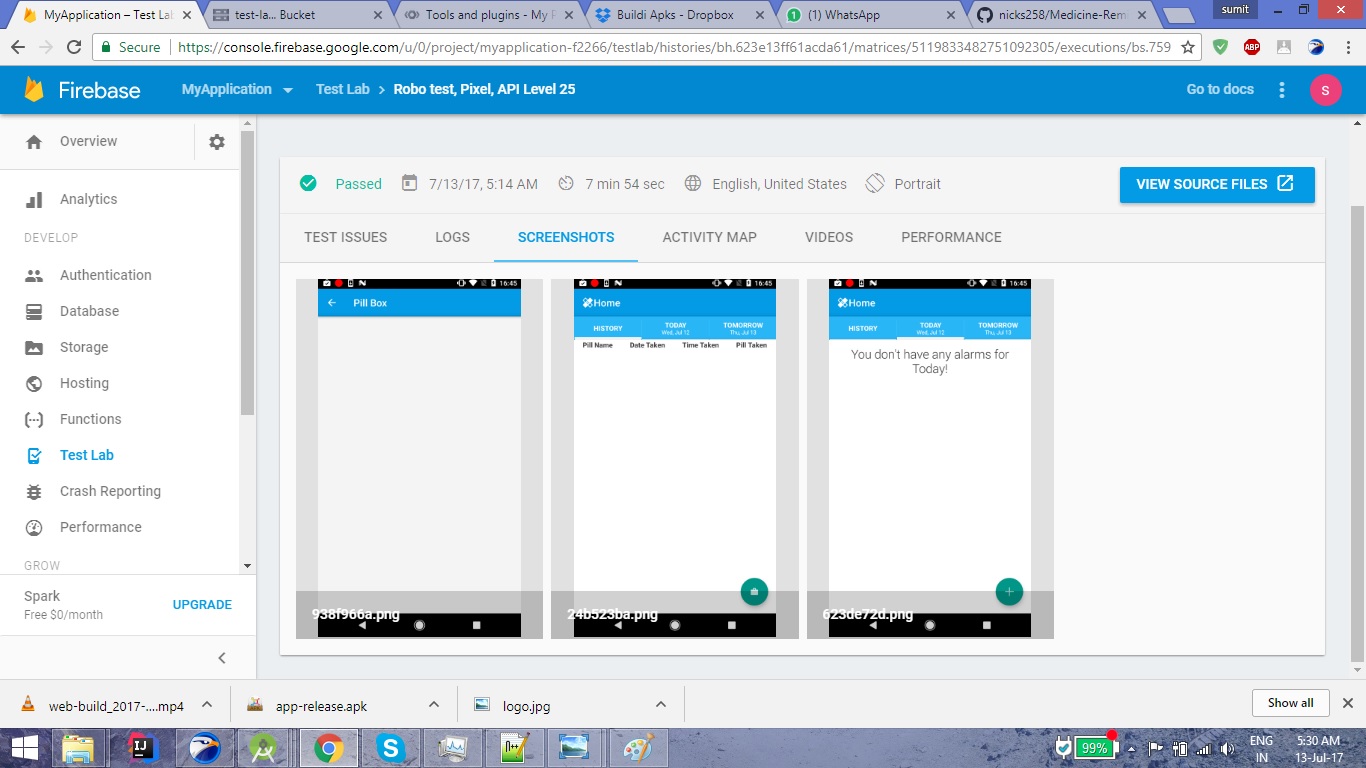 MyApplication – Test La
test-la... Bucket
Tools and plugins - My P
Buildi Apks - Dropbox
(1) WhatsApp
nicks258/Medicine-Rem
sumit
Secure
https://console.firebase.google.com/u/0/project/myapplication-f2266/testlab/histories/bh.623e13ff61acda61/matrices/5119833482751092305/executions/bs.759
ABP
Firebase
MyApplication
Test Lab > Robo test, Pixel, API Level 25
Go to docs
S
Overview
Analytics
DEVELOP
Authentication
Database
Storage
Hosting
Functions
Test Lab
Crash Reporting
Performance
GROW
Spark
Free $0/month
UPGRADE
Passed
7/13/17, 5:14 AM
7 min 54 sec
English, United States
Portrait
VIEW SOURCE FILES
TEST ISSUES
LOGS
SCREENSHOTS
ACTIVITY MAP
VIDEOS
PERFORMANCE
16:45
Pill Box
938f966a.png
16:45
Home
HISTORY
TODAY
Wed, Jul 12
TOMORROW
Thu, Jul 13
Pill Name
Date Taken
Time Taken
Pill Taken
24b523ba.png
16:45
Home
HISTORY
TODAY
Wed, Jul 12
TOMORROW
Thu, Jul 13
You don't have any alarms for
Today!
623de72d.png
web-build_2017-....mp4
app-release.apk
logo.jpg
Show all
IJ
99%
ENG
IN
5:30 AM
13-Jul-17